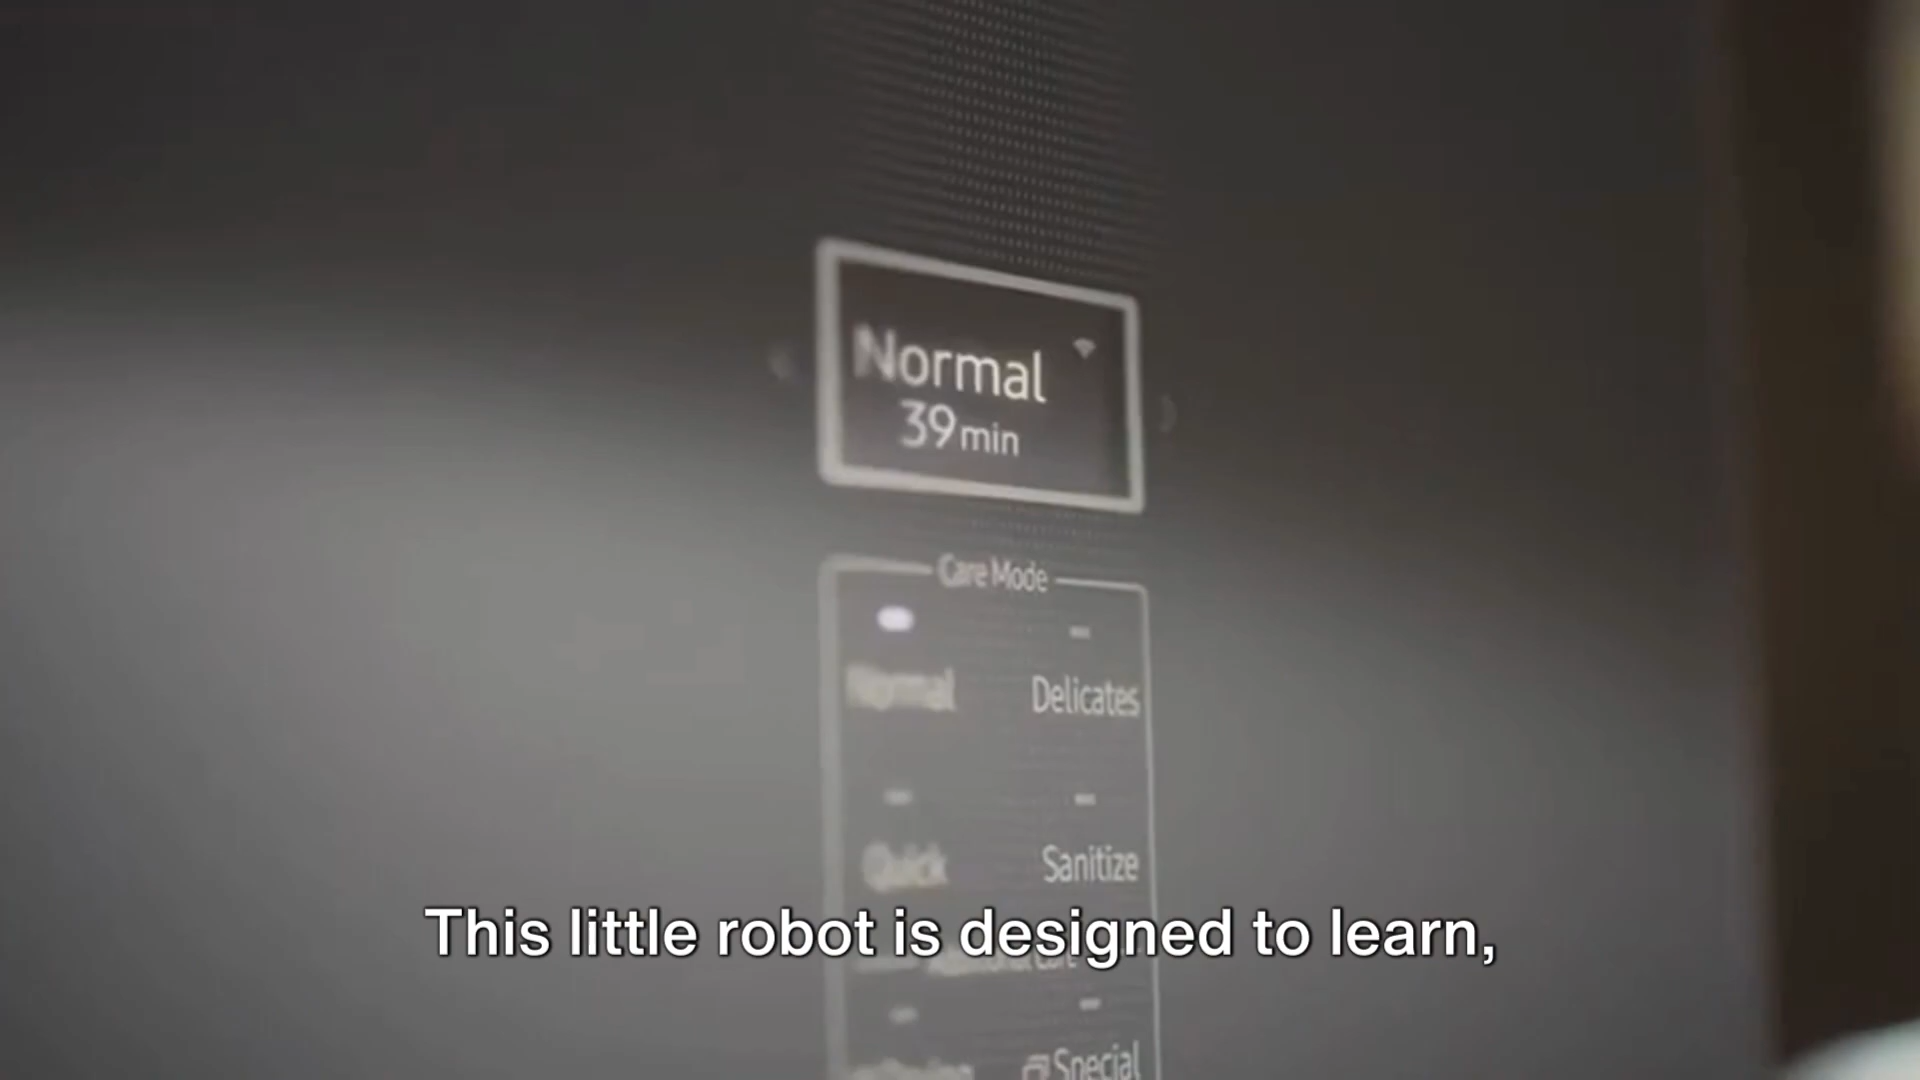 Normal
39min
Care Mode
Normal Delicates
Quick Sanitize
This little robot is designed to learn,
Special